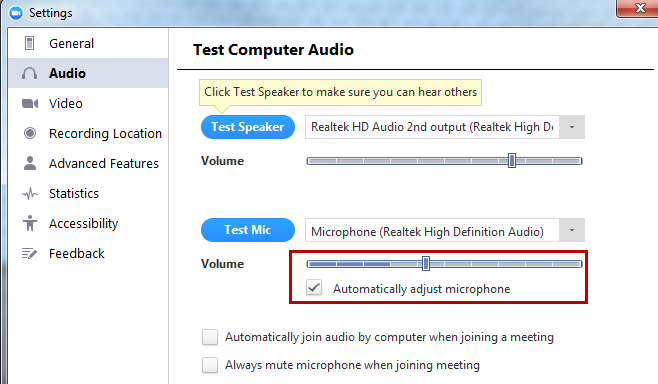 Settings
General
Audio
Video
Recording Location
Advanced Features
Statistics
Accessibility
Feedback
Test Computer Audio
Click Test Speaker to make sure you can hear others
Test Speaker
Realtek HD Audio 2nd output (Realtek High De
Volume
Test Mic
Microphone (Realtek High Definition Audio)
Volume
Automatically adjust microphone
Automatically join audio by computer when joining a meeting
Always mute microphone when joining meeting